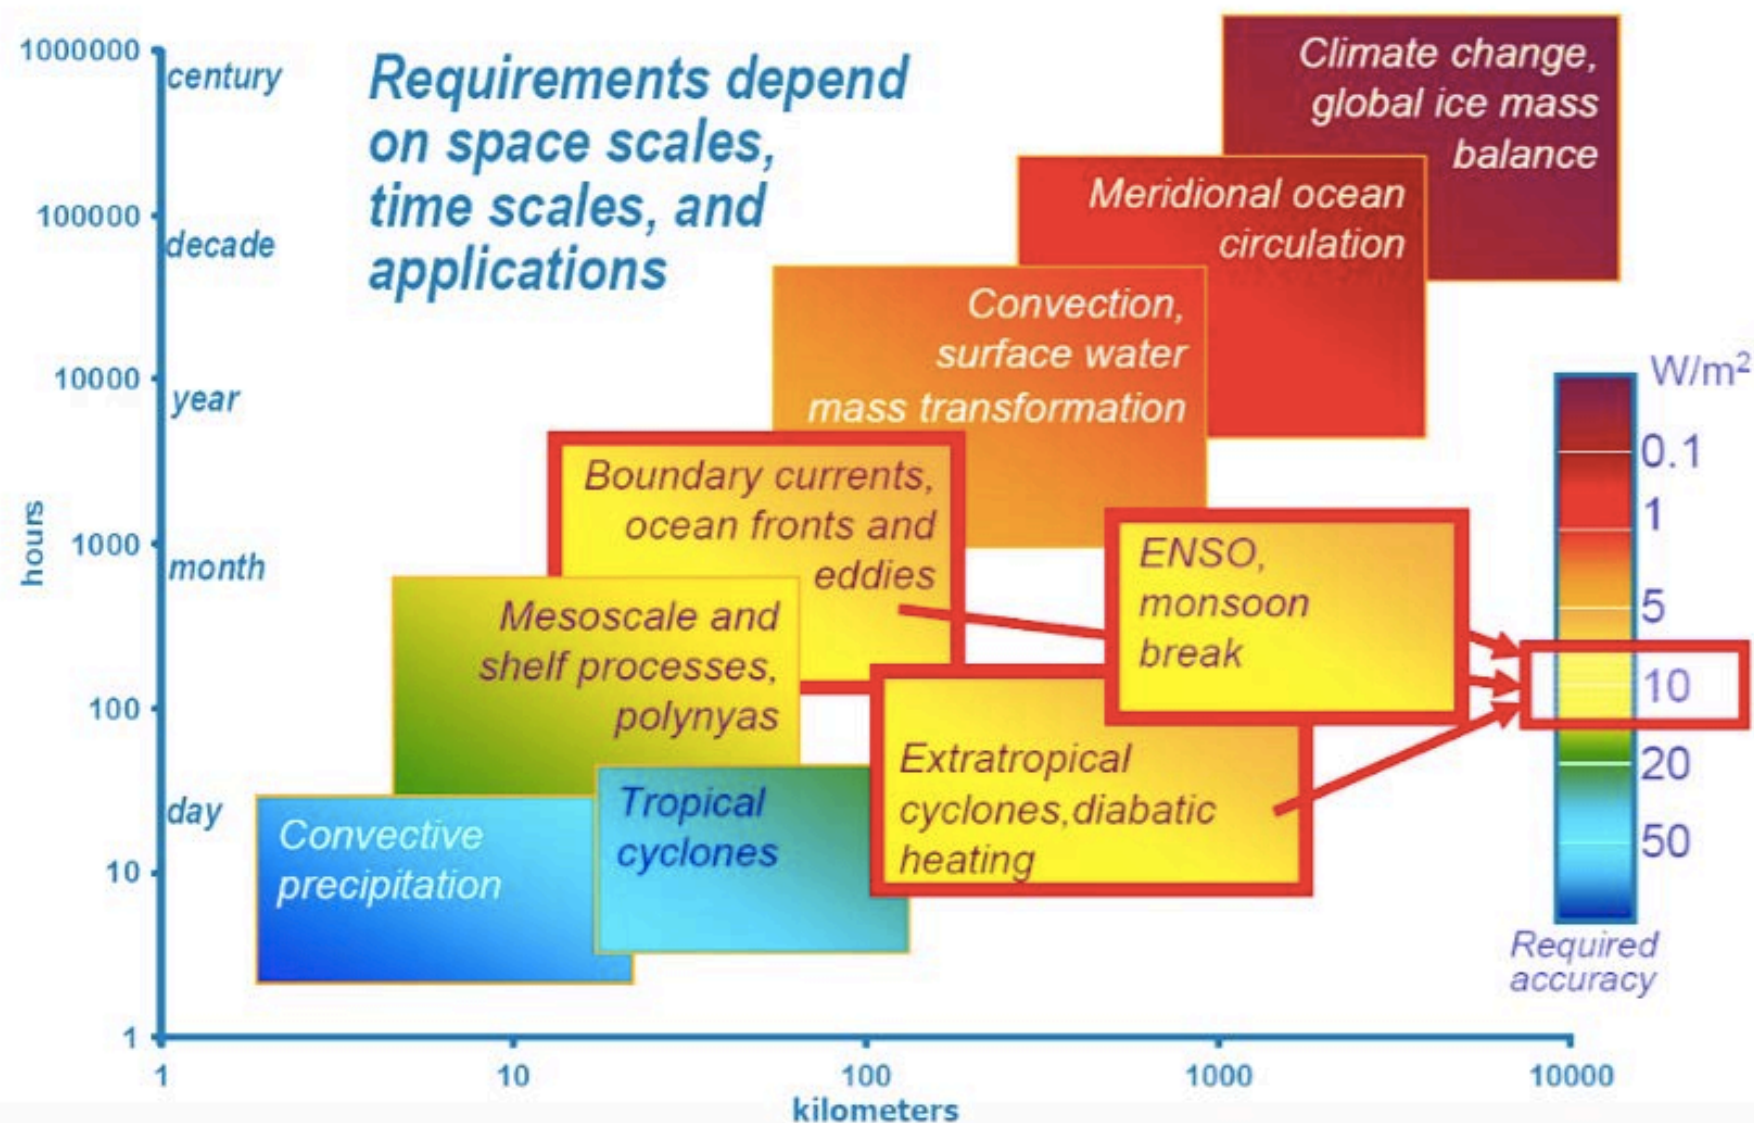 Requirements depend
on space scales,
time scales, and
applications
1000000
century
100000
decade
10000
year
1000
month
100
day
10
1
hours
1
10
100
1000
10000
kilometers
Climate change,
global ice mass
balance
Meridional ocean
circulation
Convection,
surface water
mass transformation
Boundary currents,
ocean fronts and
eddies
ENSO,
monsoon
break
Mesoscale and
shelf processes,
polynyas
Extratropical
cyclones,diabatic
heating
Tropical
cyclones
Convective
precipitation
W/m²
0.1
1
5
10
20
50
Required
accuracy